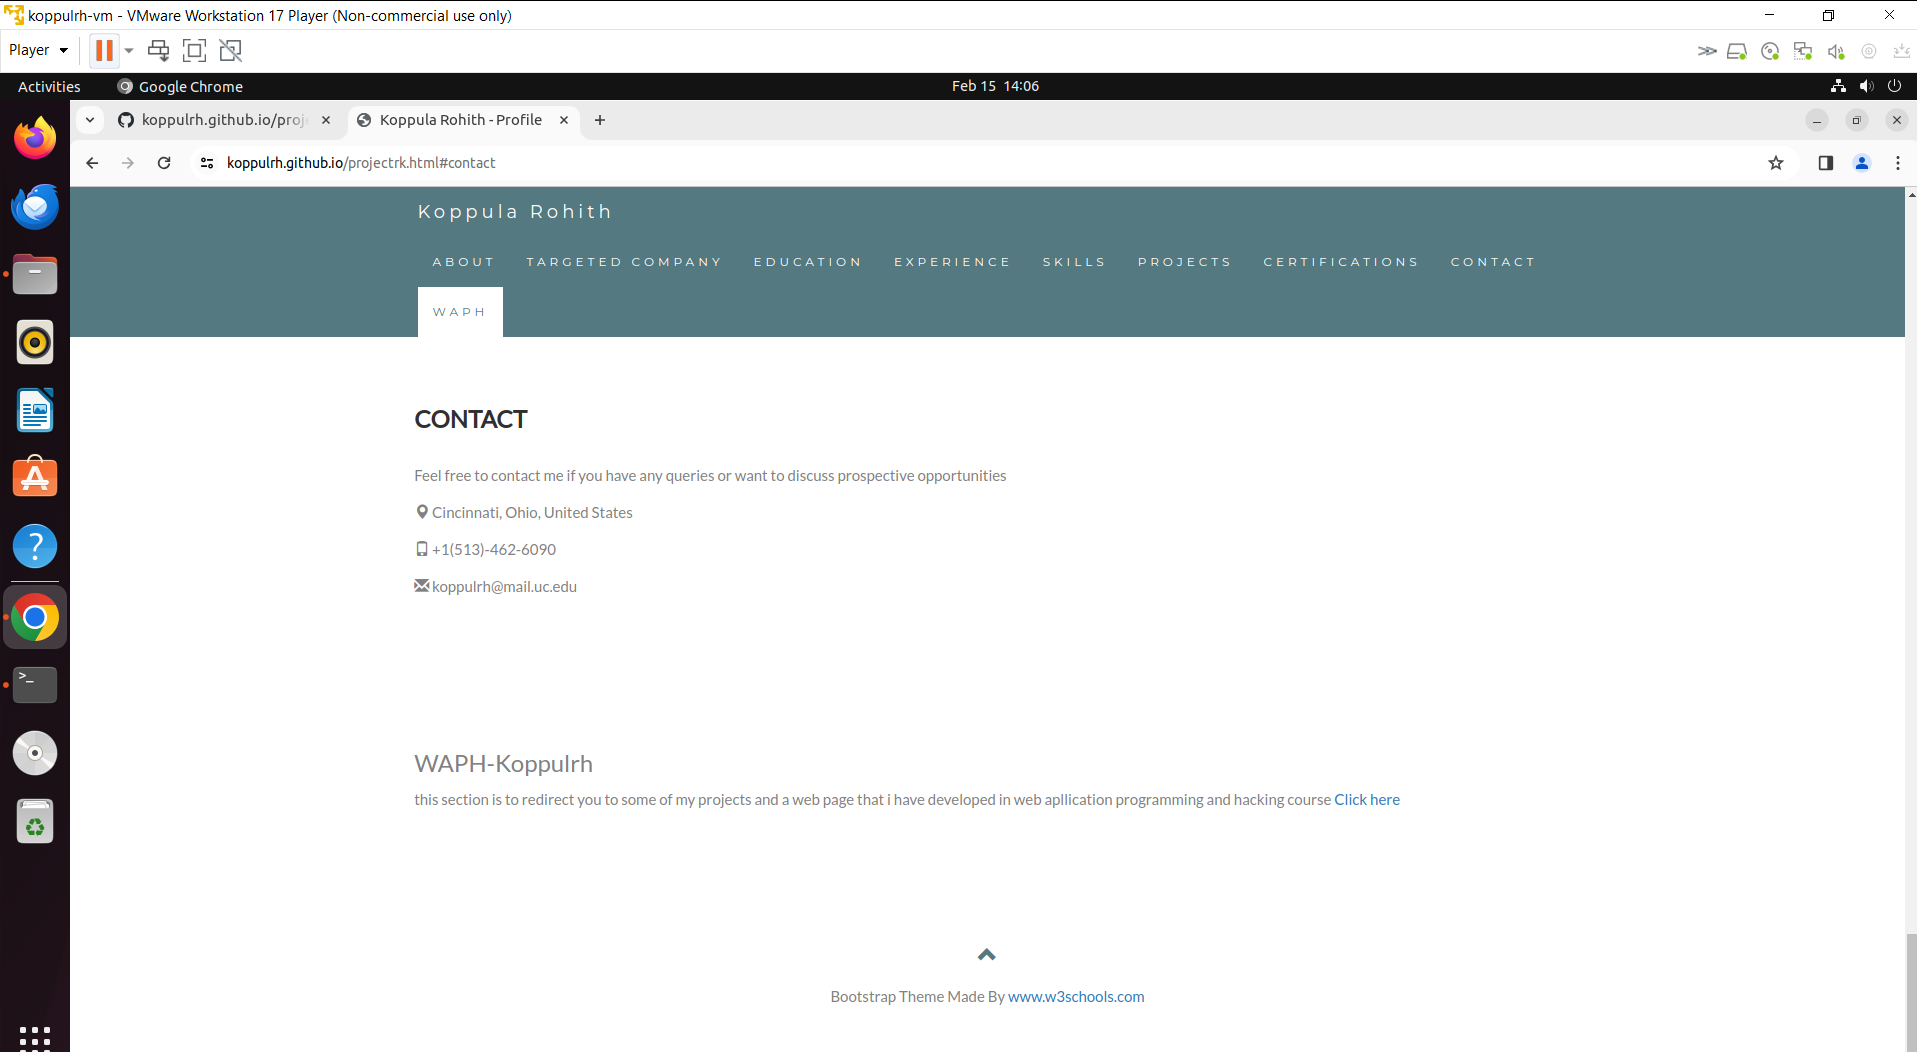 koppulrh-vm - VMware Workstation 17 Player (Non-commercial use only)
Player
Activities
Google Chrome
Feb 15 14:06
koppulrh.github.io/proj
Koppula Rohith - Profile
koppulrh.github.io/projectrk.html#contact
Koppula Rohith
ABOUT TARGETED COMPANY EDUCATION EXPERIENCE SKILLS PROJECTS CERTIFICATIONS CONTACT
WAPH
CONTACT
Feel free to contact me if you have any queries or want to discuss prospective opportunities
Cincinnati, Ohio, United States
+1(513)-462-6090
koppulrh@mail.uc.edu
WAPH-Koppulrh
this section is to redirect you to some of my projects and a web page that i have developed in web apllication programming and hacking course Click here
Bootstrap Theme Made By www.w3schools.com